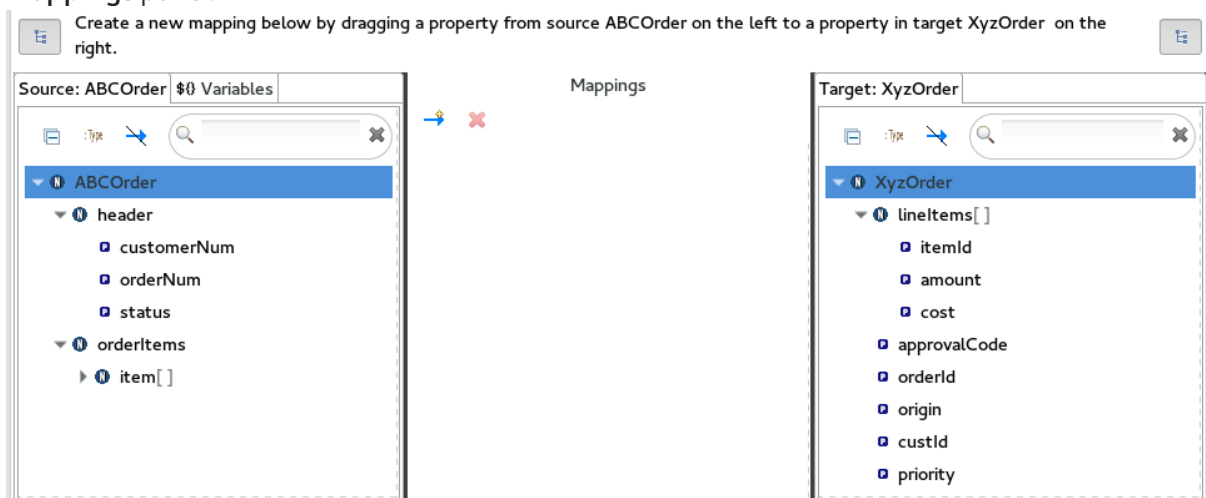 Create a new mapping below by dragging a property from source ABCOrder on the left to a property in target XyzOrder on the
right.
Source: ABCOrder ${} Variables
Mappings
Target: XyzOrder
:Type
:Type
ABCOrder
header
customerNum
orderNum
status
orderItems
item[]
XyzOrder
lineItems[]
itemId
amount
cost
approvalCode
orderId
origin
custId
priority